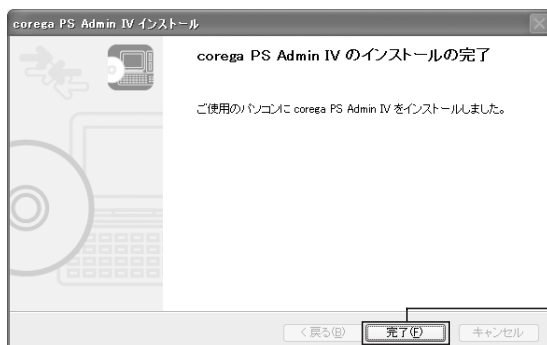 corega PS Admin IV インストール
corega PS Admin IV のインストールの完了
ご使用のパソコンに corega PS Admin IV をインストールしました。
< 戻る(B)
完了(F)
キャンセル